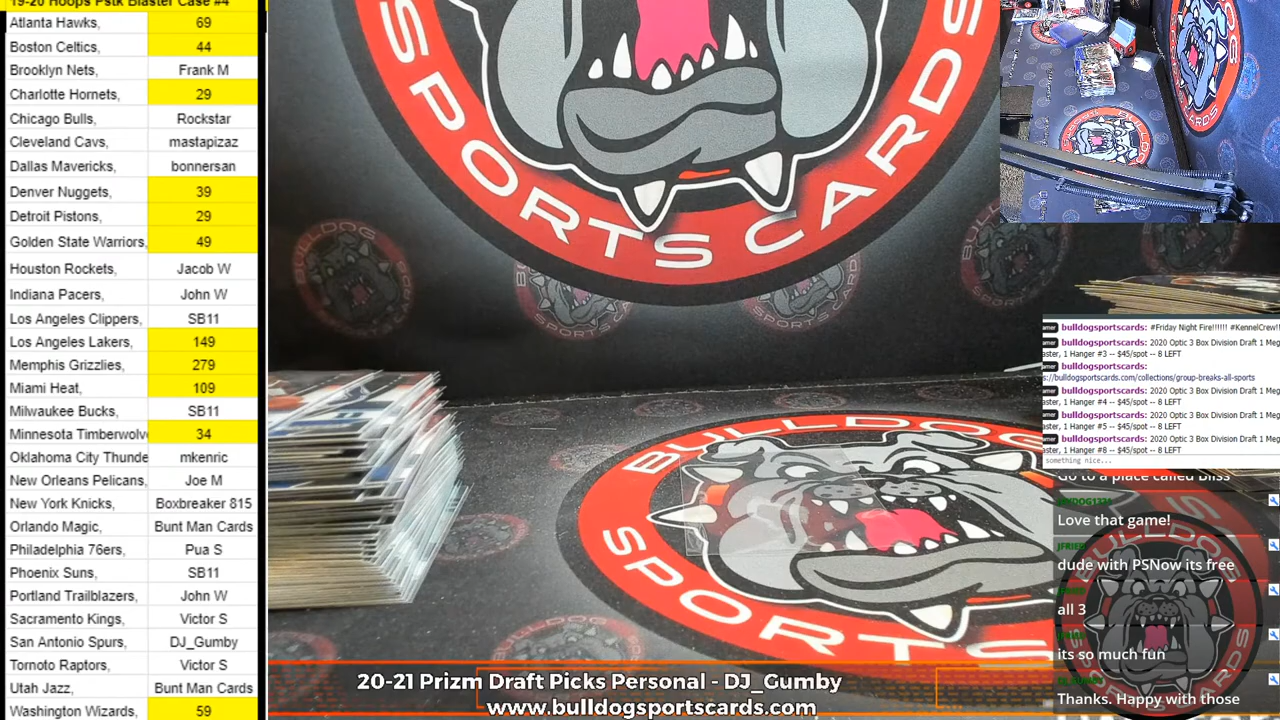 19-20 Hoops Pstk Blaster Case #4
Atlanta Hawks, 69
Boston Celtics, 44
Brooklyn Nets, Frank M
Charlotte Hornets, 29
Chicago Bulls, Rockstar
Cleveland Cavs, mastapizaz
Dallas Mavericks, bonnersan
Denver Nuggets, 39
Detroit Pistons, 29
Golden State Warriors, 49
Houston Rockets, Jacob W
Indiana Pacers, John W
Los Angeles Clippers, SB11
Los Angeles Lakers, 149
Memphis Grizzlies, 279
Miami Heat, 109
Milwaukee Bucks, SB11
Minnesota Timberwolv 34
Oklahoma City Thunde mkenric
New Orleans Pelicans, Joe M
New York Knicks, Boxbreaker 815
Orlando Magic, Bunt Man Cards
Philadelphia 76ers, Pua S
Phoenix Suns, SB11
Portland Trailblazers, John W
Sacramento Kings, Victor S
San Antonio Spurs, DJ_Gumby
Tornoto Raptors, Victor S
Utah Jazz, Bunt Man Cards
Washington Wizards, 59
SPORTS CARDS
BULLDOG
SPORTS
20-21 Prizm Draft Picks Personal - DJ_Gumby
www.bulldogsportscards.com
bulldogsportscards: #Friday Night Fire!!!!!! #KennelCrew!!
bulldogsportscards: 2020 Optic 3 Box Division Draft 1 Meg
aster, 1 Hanger #3 -- $45/spot -- 8 LEFT
bulldogsportscards:
s://bulldogsportscards.com/collections/group-breaks-all-sports
bulldogsportscards: 2020 Optic 3 Box Division Draft 1 Meg
aster, 1 Hanger #4 -- $45/spot -- 8 LEFT
bulldogsportscards: 2020 Optic 3 Box Division Draft 1 Meg
aster, 1 Hanger #5 -- $45/spot -- 8 LEFT
bulldogsportscards: 2020 Optic 3 Box Division Draft 1 Meg
aster, 1 Hanger #8 -- $45/spot -- 8 LEFT
something nice...
Go to a place called Bliss
Love that game!
dude with PSNow its free
all 3
its so much fun
Thanks. Happy with those